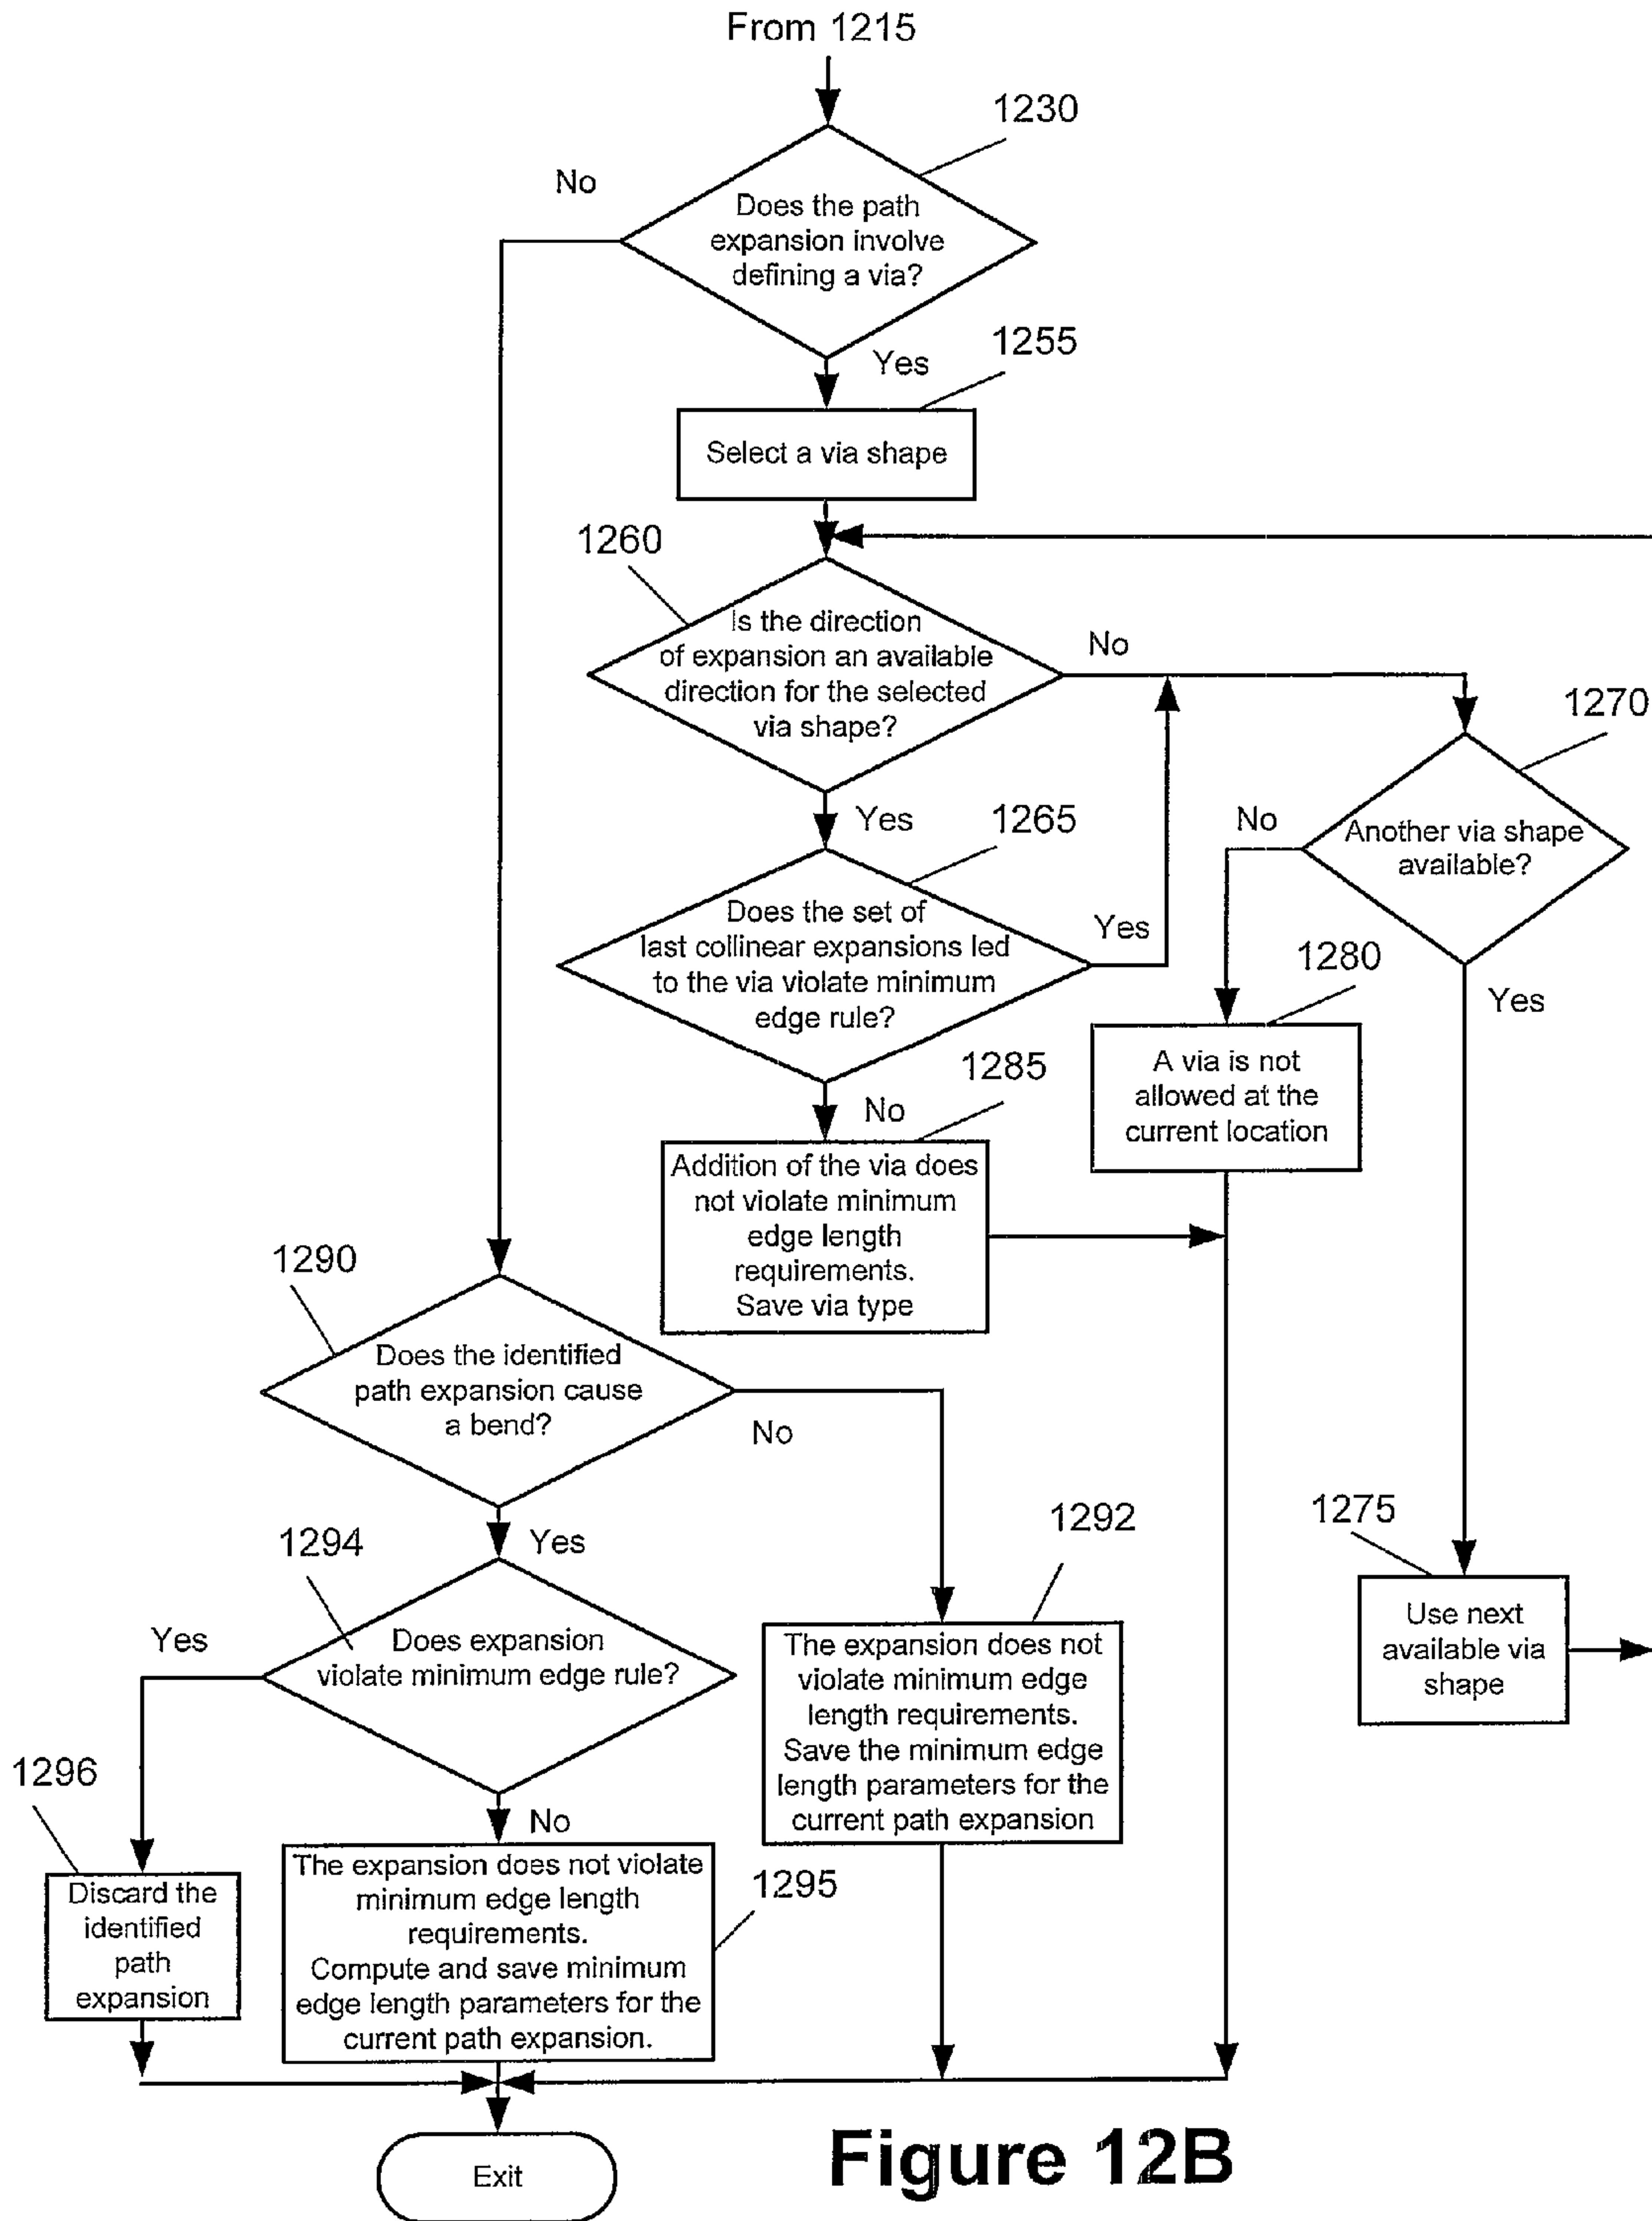 From 1215
1230
No
Does the path
expansion involve
defining a via?
1255
Yes
Select a via shape
1260
Is the direction
of expansion an available
direction for the selected
via shape?
No
1270
Yes
1265
No
Another via shape
available?
Does the set of
last collinear expansions led
to the via violate minimum
edge rule?
Yes
1280
Yes
A via is not
allowed at the
current location
1285
No
Addition of the via does
not violate minimum
edge length
requirements.
Save via type
1290
Does the identified
path expansion cause
a bend?
No
1275
1292
1294
Yes
Use next
available via
shape
Yes
Does expansion
violate minimum edge rule?
The expansion does not
violate minimum edge
length requirements.
Save the minimum edge
length parameters for the
current path expansion
1296
No
Discard the
identified
path
expansion
The expansion does not violate
minimum edge length
requirements.
Compute and save minimum
edge length parameters for the
current path expansion.
1295
Exit
Figure 12B